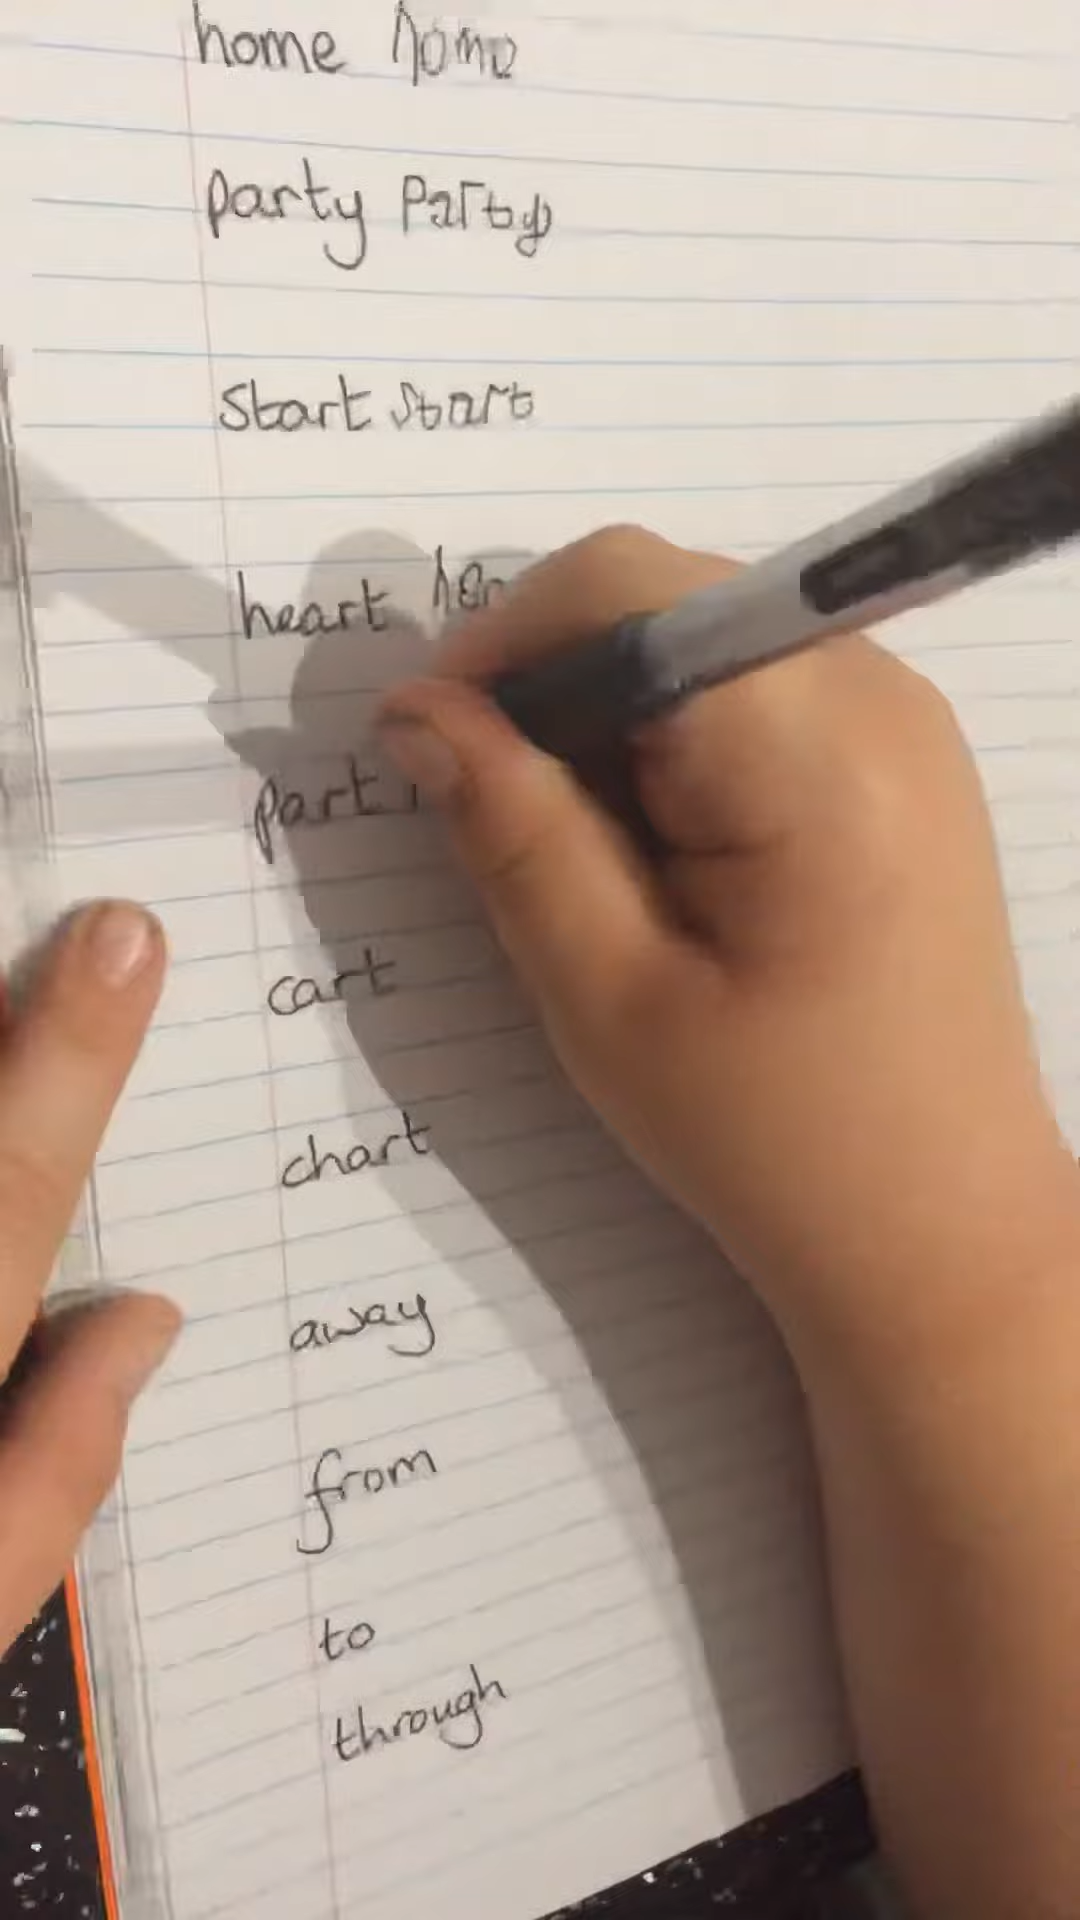 home home
party party
start start
heart
part
cart
chart
away
from
to
through